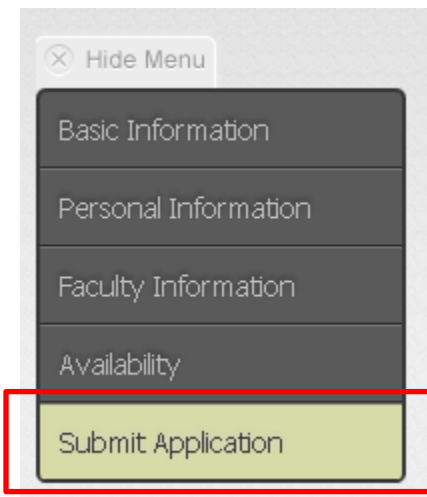 Hide Menu
Basic Information
Personal Information
Faculty Information
Availability
Submit Application